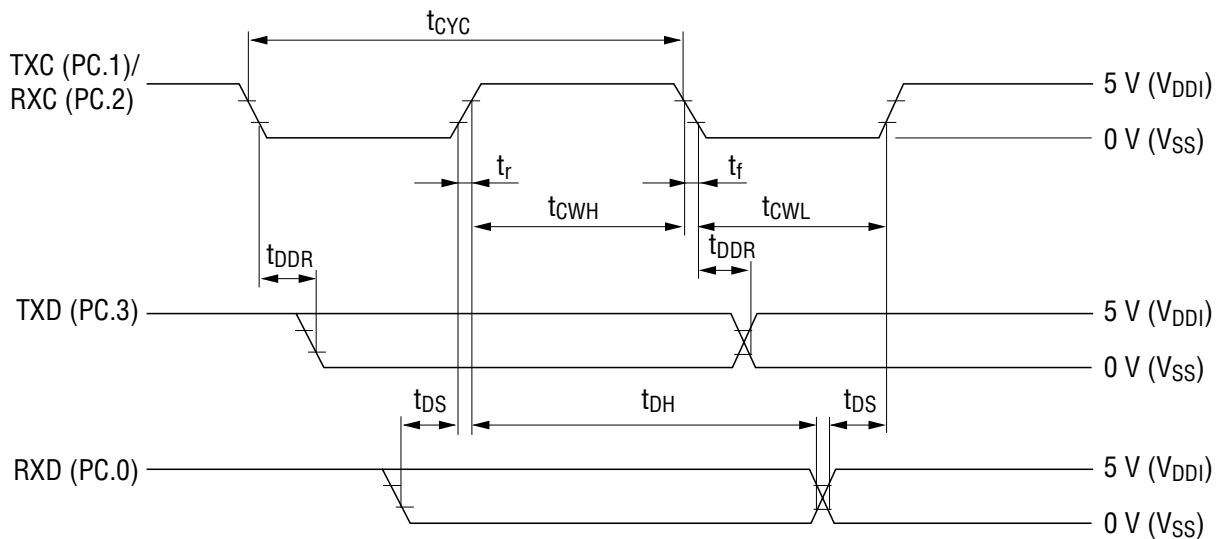 tCYC
TXC (PC.1)/
RXC (PC.2)
5 V (VDDI)
0 V (VSS)
tr
tf
tCWH
tCWL
tDDR
tDDR
TXD (PC.3)
5 V (VDDI)
0 V (VSS)
tDS
tDH
tDS
RXD (PC.0)
5 V (VDDI)
0 V (VSS)